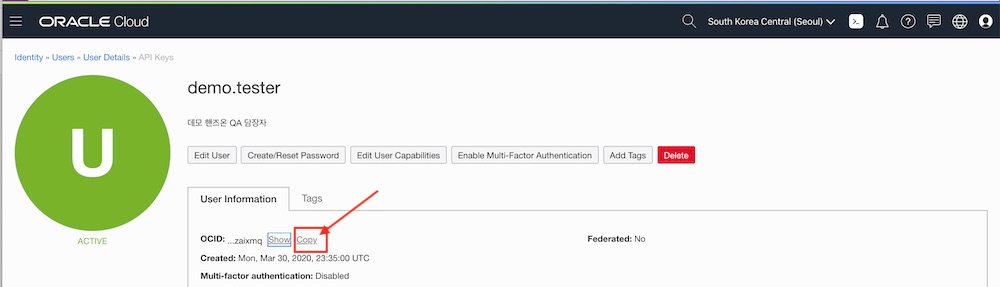 ORACLE Cloud South Korea Central (Seoul)
Identity » Users » User Details » API Keys
demo.tester
데모 핸즈온 QA 담장자
Edit User Create/Reset Password Edit User Capabilities Enable Multi-Factor Authentication Add Tags Delete
U
User Information Tags
ACTIVE
OCID: ...zaixmq Show Copy Federated: No
Created: Mon, Mar 30, 2020, 23:35:00 UTC
Multi-factor authentication: Disabled